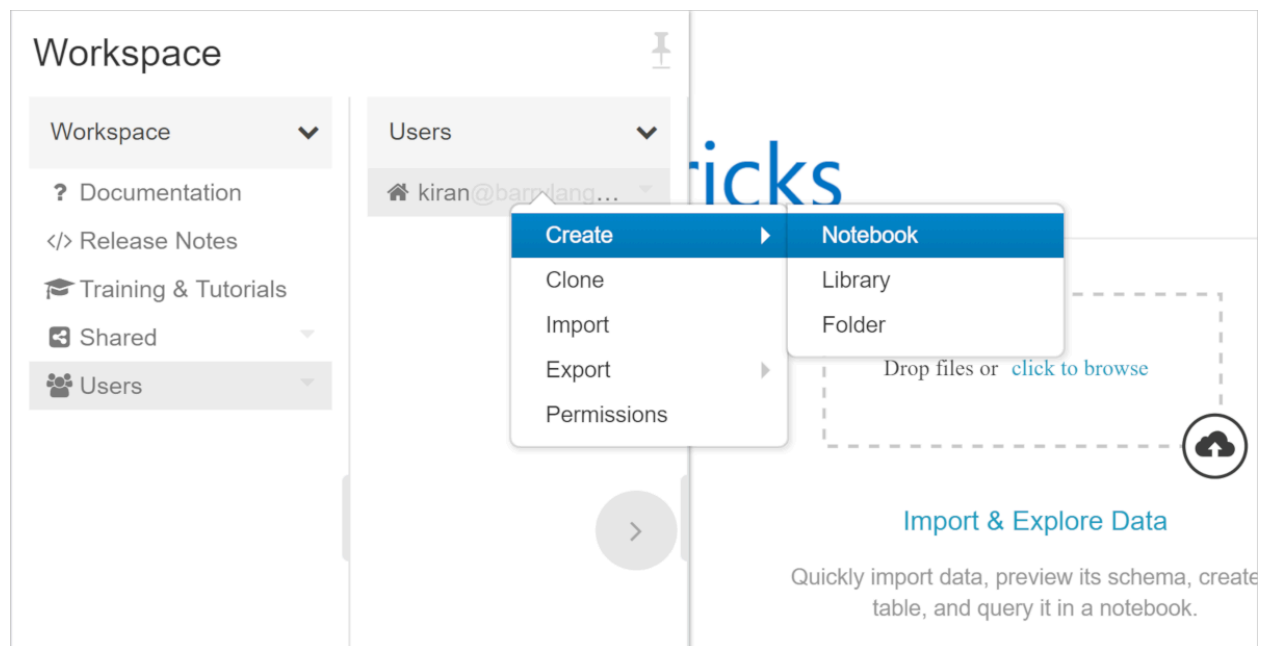 Workspace
Workspace
Users
? Documentation
</> Release Notes
Training & Tutorials
Shared
Users
kiran@barrylang...
ricks
Create
Clone
Import
Export
Permissions
Notebook
Library
Folder
Drop files or click to browse
Import & Explore Data
Quickly import data, preview its schema, create
table, and query it in a notebook.